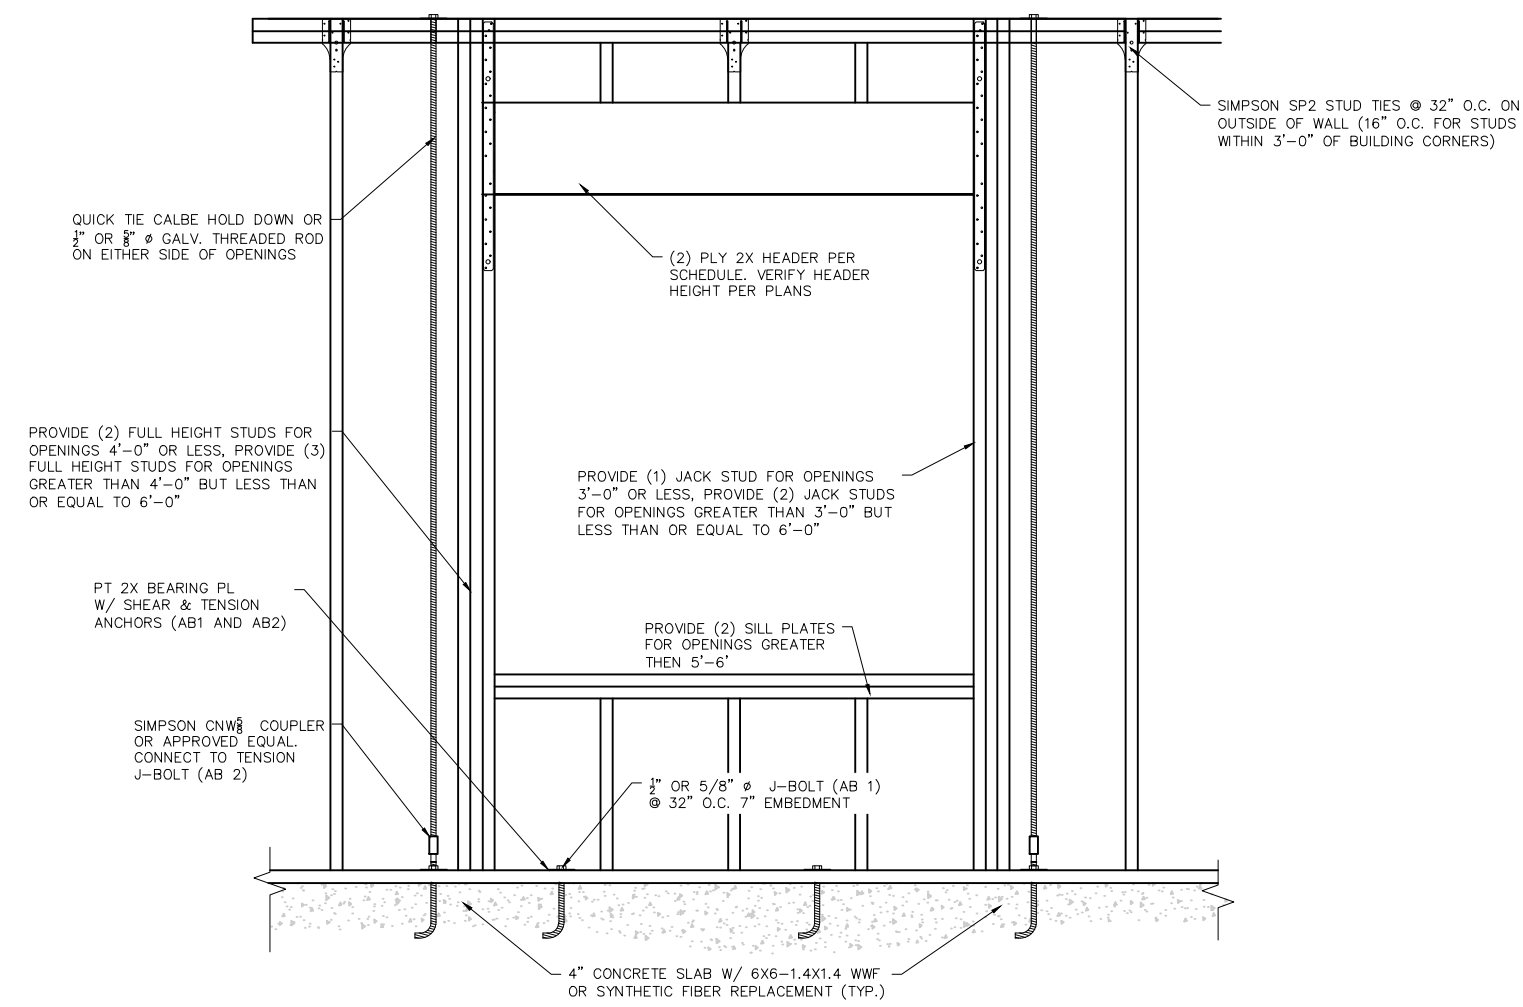 SIMPSON SP2 STUD TIES @ 32" O.C. ON
OUTSIDE OF WALL (16" O.C. FOR STUDS
WITHIN 3'-0" OF BUILDING CORNERS)
QUICK TIE CALBE HOLD DOWN OR
1/2" OR 5/8" ø GALV. THREADED ROD
ON EITHER SIDE OF OPENINGS
(2) PLY 2X HEADER PER
SCHEDULE. VERIFY HEADER
HEIGHT PER PLANS
PROVIDE (2) FULL HEIGHT STUDS FOR
OPENINGS 4'-0" OR LESS, PROVIDE (3)
FULL HEIGHT STUDS FOR OPENINGS
GREATER THAN 4'-0" BUT LESS THAN
OR EQUAL TO 6'-0"
PROVIDE (1) JACK STUD FOR OPENINGS
3'-0" OR LESS, PROVIDE (2) JACK STUDS
FOR OPENINGS GREATER THAN 3'-0" BUT
LESS THAN OR EQUAL TO 6'-0"
PT 2X BEARING PL
W/ SHEAR & TENSION
ANCHORS (AB1 AND AB2)
PROVIDE (2) SILL PLATES
FOR OPENINGS GREATER
THEN 5'-6'
SIMPSON CNW5/8 COUPLER
OR APPROVED EQUAL.
CONNECT TO TENSION
J-BOLT (AB 2)
1/2" OR 5/8" ø J-BOLT (AB 1)
@ 32" O.C. 7" EMBEDMENT
4" CONCRETE SLAB W/ 6X6-1.4X1.4 WWF
OR SYNTHETIC FIBER REPLACEMENT (TYP.)